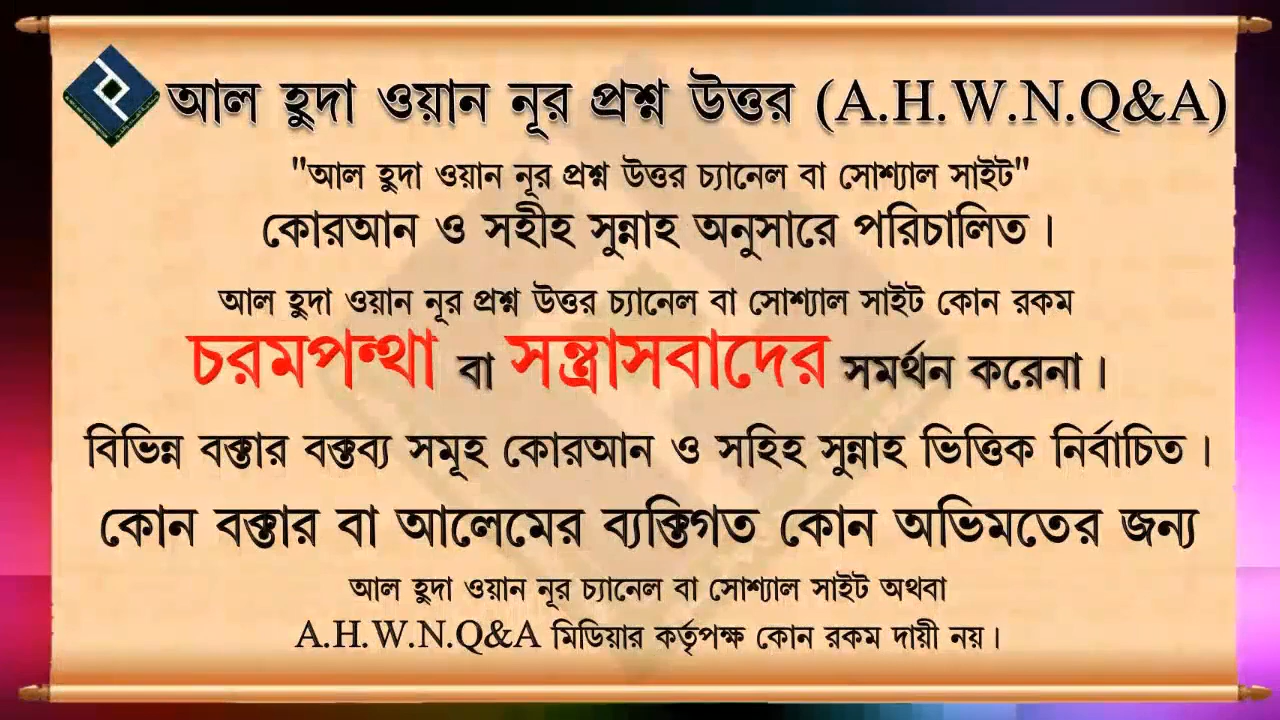 আল হুদা ওয়ান নূর প্রশ্ন উত্তর (A.H.W.N.Q&A)
"আল হুদা ওয়ান নূর প্রশ্ন উত্তর চ্যানেল বা সোশ্যাল সাইট"
কোরআন ও সহীহ সুন্নাহ অনুসারে পরিচালিত।
আল হুদা ওয়ান নূর প্রশ্ন উত্তর চ্যানেল বা সোশ্যাল সাইট কোন রকম
চরমপন্থা বা সন্ত্রাসবাদের সমর্থন করেনা।
বিভিন্ন বক্তার বক্তব্য সমূহ কোরআন ও সহিহ সুন্নাহ ভিত্তিক নির্বাচিত।
কোন বক্তার বা আলেমের ব্যক্তিগত কোন অভিমতের জন্য
আল হুদা ওয়ান নূর চ্যানেল বা সোশ্যাল সাইট অথবা
A.H.W.N.Q&A মিডিয়ার কর্তৃপক্ষ কোন রকম দায়ী নয়।